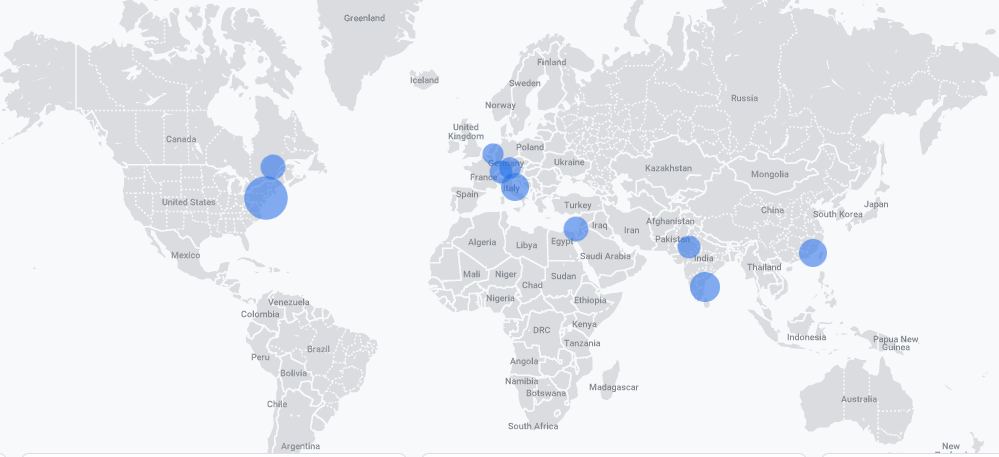 Greenland
Iceland
Finland
Sweden
Norway
Russia
Canada
United
Kingdom
Poland
Germany
Ukraine
France
Kazakhstan
Mongolia
United States
Spain
Italy
Turkey
China
Japan
South Korea
Afghanistan
Iraq
Iran
Pakistan
Mexico
Algeria
Libya
Egypt
Saudi Arabia
India
Thailand
Mali
Niger
Chad
Sudan
Nigeria
Ethiopia
Venezuela
Colombia
DRC
Kenya
Tanzania
Indonesia
Papua New
Guinea
Peru
Brazil
Bolivia
Angola
Namibia
Botswana
Madagascar
Chile
Australia
South Africa
Argentina
New